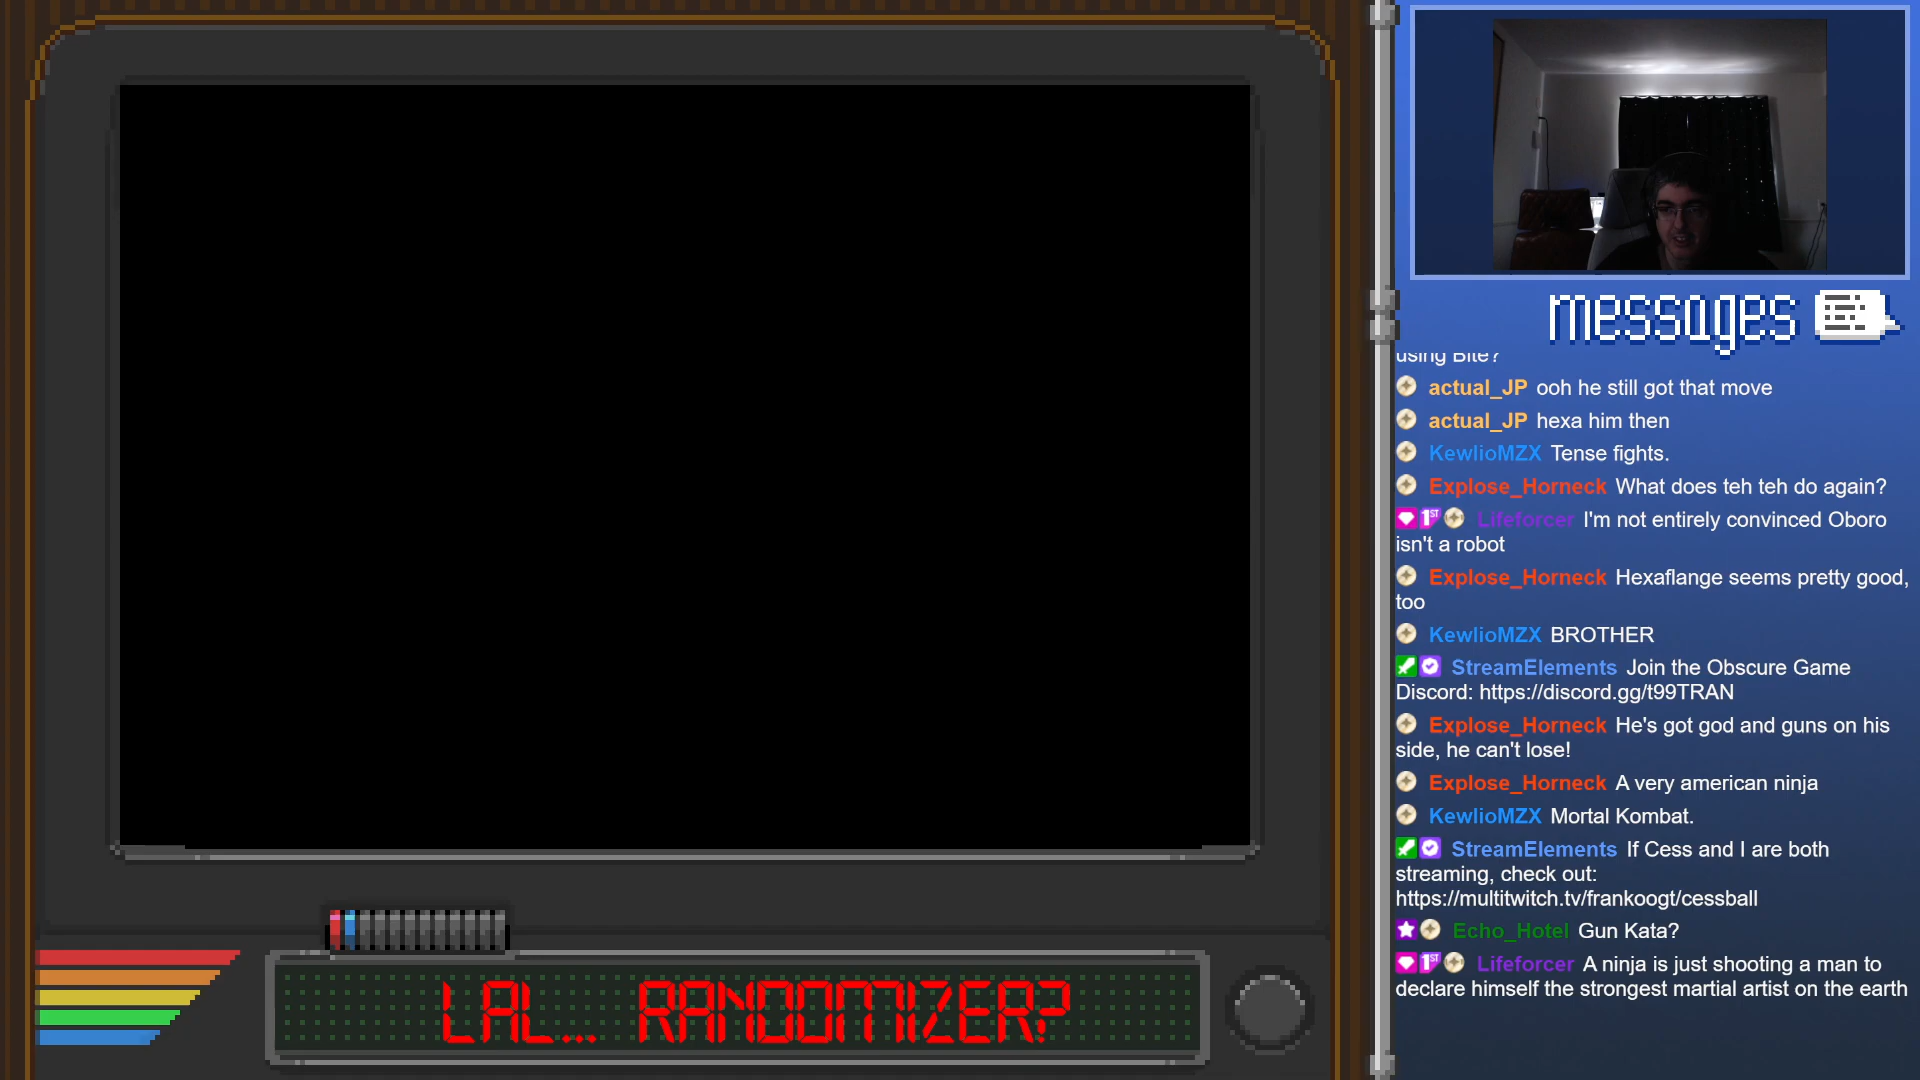 messages
using Bite?
actual_JP ooh he still got that move
actual_JP hexa him then
KewlioMZX Tense fights.
Explose_Horneck What does teh teh do again?
1ST Lifeforcer I'm not entirely convinced Oboro
isn't a robot
Explose_Horneck Hexaflange seems pretty good,
too
KewlioMZX BROTHER
StreamElements Join the Obscure Game
Discord: https://discord.gg/t99TRAN
Explose_Horneck He's got god and guns on his
side, he can't lose!
Explose_Horneck A very american ninja
KewlioMZX Mortal Kombat.
StreamElements If Cess and I are both
streaming, check out:
https://multitwitch.tv/frankoogt/cessball
Echo_Hotel Gun Kata?
1ST Lifeforcer A ninja is just shooting a man to
declare himself the strongest martial artist on the earth
LAL... RANDOMIZER?